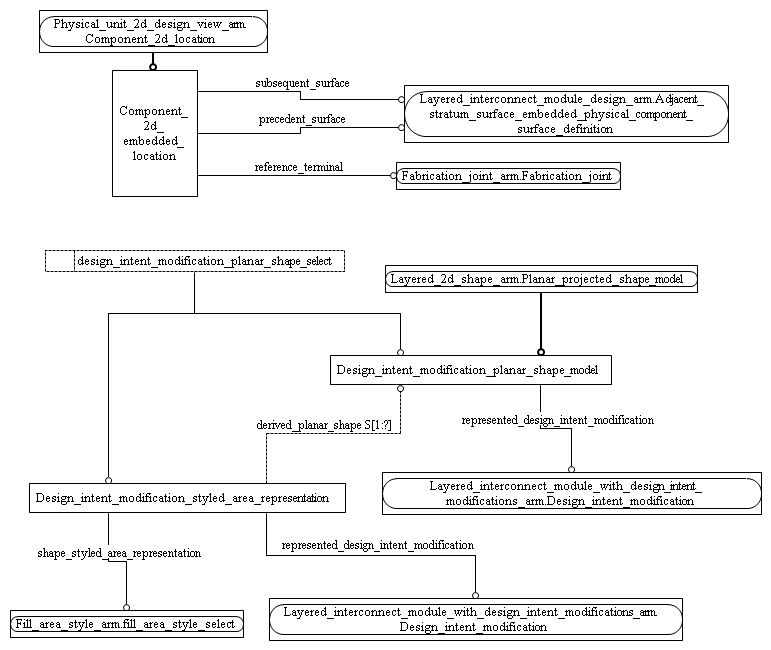 Physical_unit_2d_design_view_arm.
Component_2d_location
Component_
2d_
embedded_
location
subsequent_surface
precedent_surface
reference_terminal
Layered_interconnect_module_design_arm.Adjacent_
stratum_surface_embedded_physical_component_
surface_definition
Fabrication_joint_arm.Fabrication_joint
design_intent_modification_planar_shape_select
Layered_2d_shape_arm.Planar_projected_shape_model
Design_intent_modification_planar_shape_model
derived_planar_shape S[1:?]
represented_design_intent_modification
Layered_interconnect_module_with_design_intent_
modifications_arm.Design_intent_modification
Design_intent_modification_styled_area_representation
shape_styled_area_representation
represented_design_intent_modification
Fill_area_style_arm.fill_area_style_select
Layered_interconnect_module_with_design_intent_modifications_arm.
Design_intent_modification